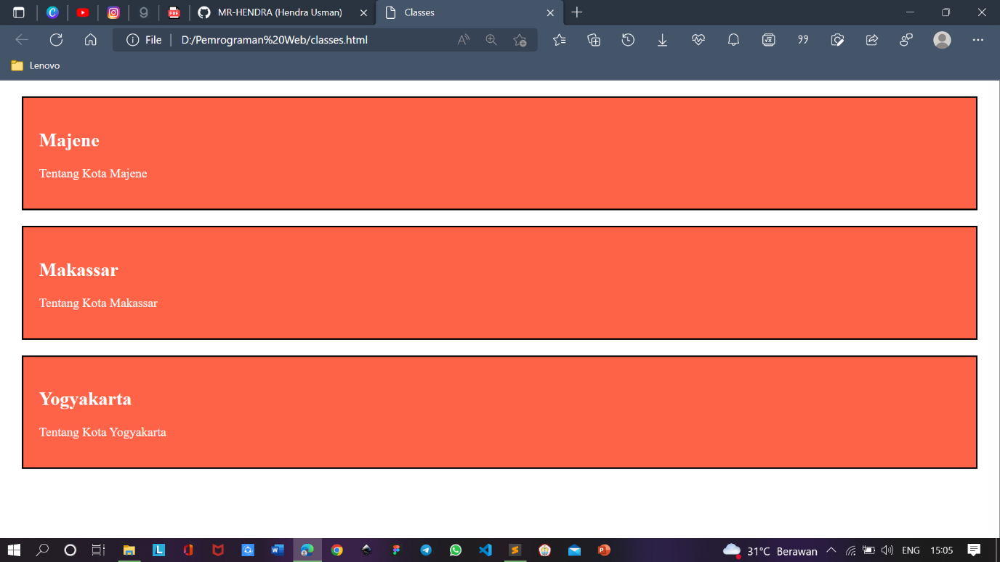 MR-HENDRA (Hendra Usman)
Classes
File
D:/Pemrograman%20Web/classes.html
Lenovo
Majene
Tentang Kota Majene
Makassar
Tentang Kota Makassar
Yogyakarta
Tentang Kota Yogyakarta
31°C Berawan
ENG
15:05